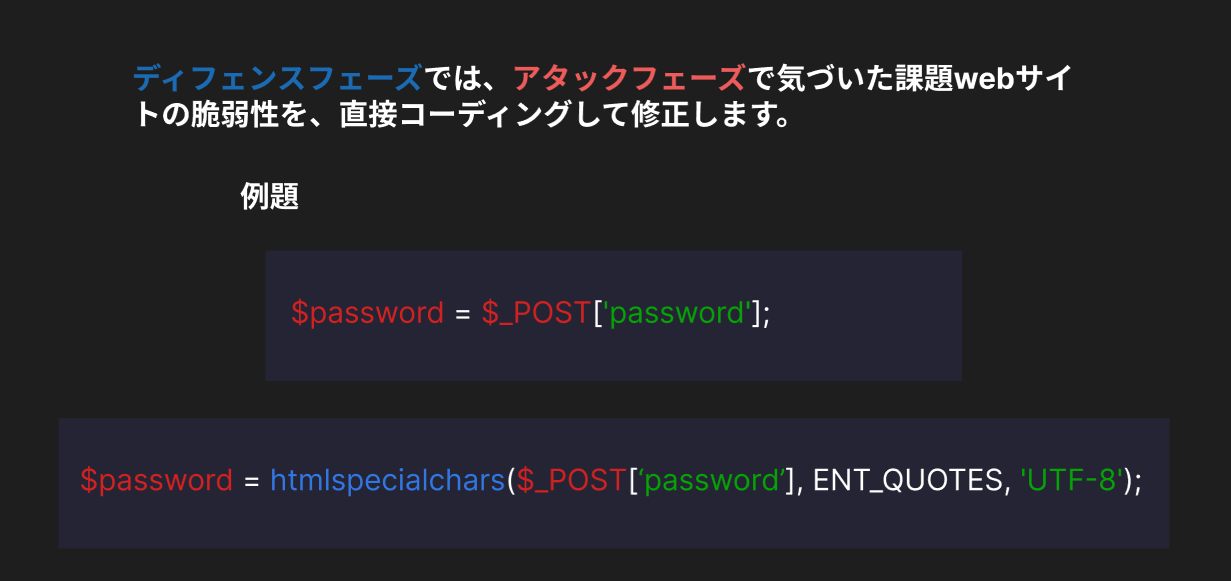 ディフェンスフェーズでは、アタックフェーズで気づいた課題webサイ
トの脆弱性を、直接コーディングして修正します。
例題
$password = $_POST['password'];
$password = htmlspecialchars($_POST[‘password’], ENT_QUOTES, 'UTF-8');